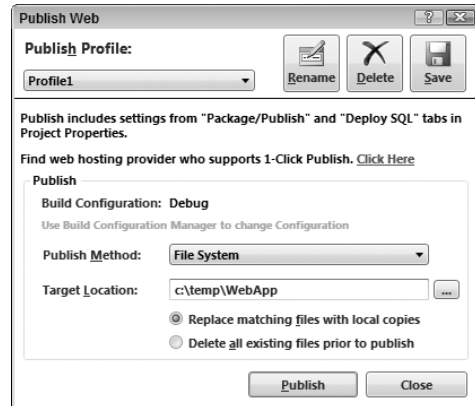 Publish Web
Publish Profile:
Profile1
Rename
Delete
Save
Publish includes settings from "Package/Publish" and "Deploy SQL" tabs in
Project Properties.
Find web hosting provider who supports 1-Click Publish. Click Here
Publish
Build Configuration: Debug
Use Build Configuration Manager to change Configuration
Publish Method: File System
Target Location: c:\temp\WebApp ...
Replace matching files with local copies
Delete all existing files prior to publish
Publish Close